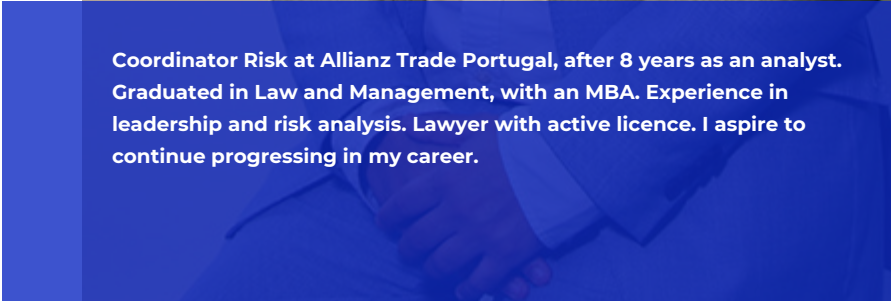 Coordinator Risk at Allianz Trade Portugal, after 8 years as an analyst.
Graduated in Law and Management, with an MBA. Experience in
leadership and risk analysis. Lawyer with active licence. I aspire to
continue progressing in my career.